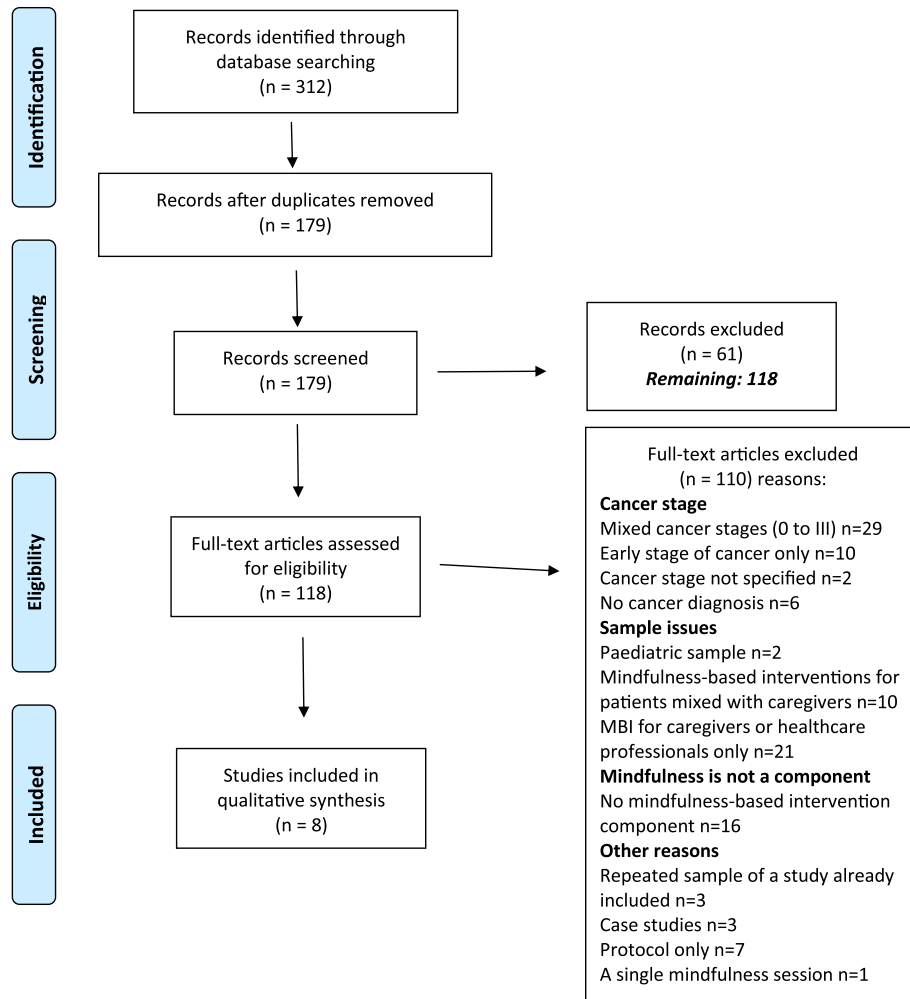 Identification
Records identified through
database searching
(n = 312)
Records after duplicates removed
(n = 179)
Screening
Records screened
(n = 179)
Records excluded
(n = 61)
Remaining: 118
Eligibility
Full-text articles assessed
for eligibility
(n = 118)
Full-text articles excluded
(n = 110) reasons:
Cancer stage
Mixed cancer stages (0 to III) n=29
Early stage of cancer only n=10
Cancer stage not specified n=2
No cancer diagnosis n=6
Sample issues
Paediatric sample n=2
Mindfulness-based interventions for
patients mixed with caregivers n=10
MBI for caregivers or healthcare
professionals only n=21
Mindfulness is not a component
No mindfulness-based intervention
component n=16
Other reasons
Repeated sample of a study already
included n=3
Case studies n=3
Protocol only n=7
A single mindfulness session n=1
Included
Studies included in
qualitative synthesis
(n = 8)